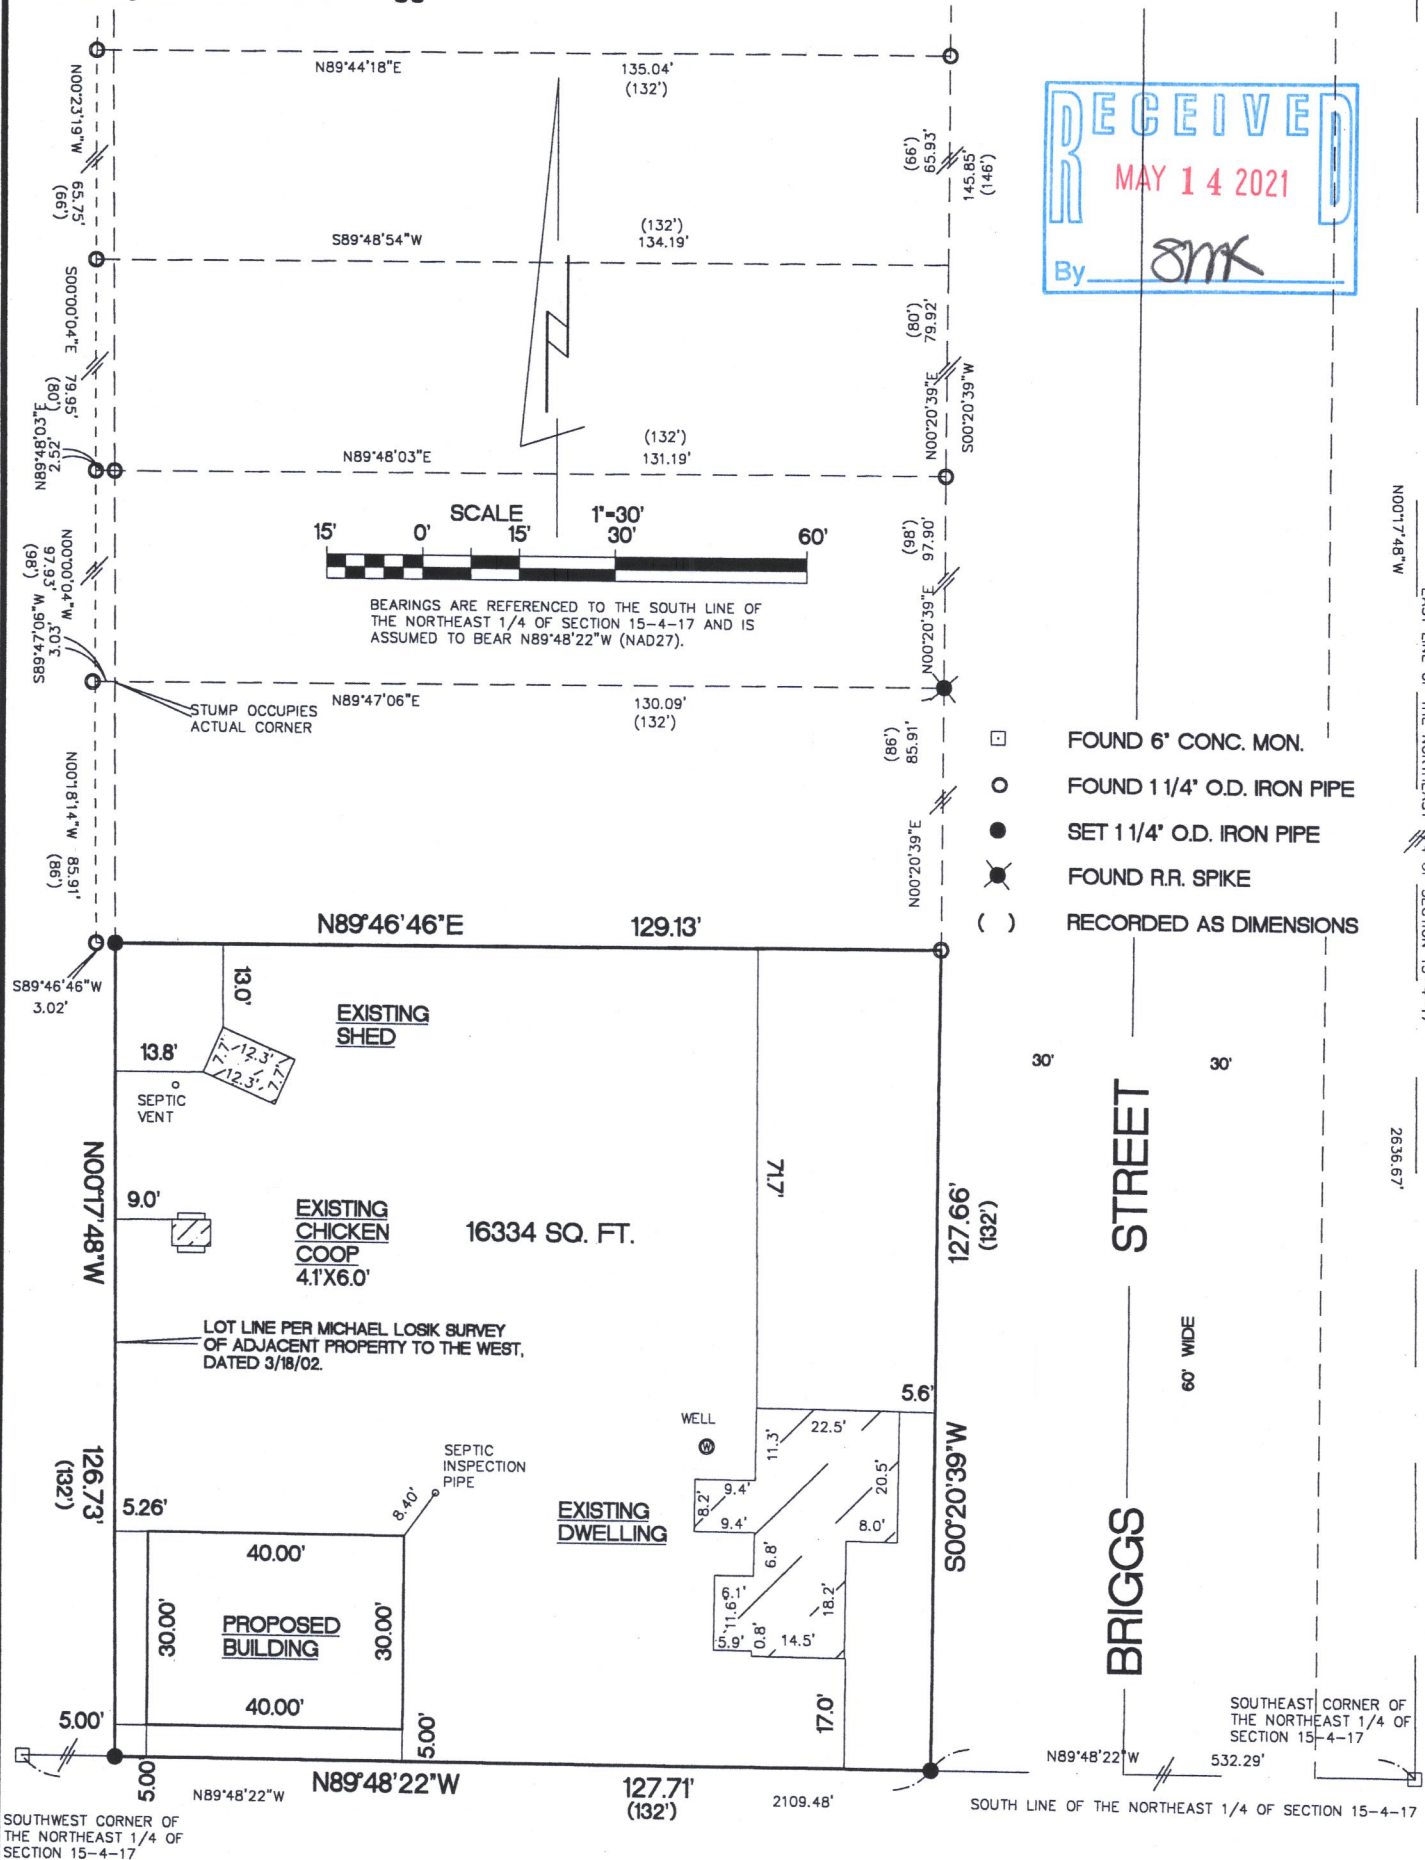 N89°44'18"E
135.04'
(132')
N00°23'19"W
65.75'
(66')
(66')
65.93'
145.85'
(146')
RECEIVED
MAY 14 2021
By SMK
S89°48'54"W
(132')
134.19'
S00°00'04"E
79.95'
(80')
(80')
79.92'
N00°20'39"E
S00°20'39"W
N89°48'03"E
2.52'
N89°48'03"E
(132')
131.19'
SCALE 1"=30'
15' 0' 15' 30' 60'
BEARINGS ARE REFERENCED TO THE SOUTH LINE OF
THE NORTHEAST 1/4 OF SECTION 15-4-17 AND IS
ASSUMED TO BEAR N89°48'22"W (NAD27).
N00°00'04"W
97.93'
(98')
(98')
97.90'
N00°20'39"E
N00°17'48"W
S89°47'06"W
3.03'
STUMP OCCUPIES
ACTUAL CORNER
N89°47'06"E
130.09'
(132')
N00°18'14"W
85.91'
(86')
(86')
85.91'
N00°20'39"E
FOUND 6" CONC. MON.
FOUND 1 1/4" O.D. IRON PIPE
SET 1 1/4" O.D. IRON PIPE
FOUND R.R. SPIKE
( ) RECORDED AS DIMENSIONS
N89°46'46"E
129.13'
S89°46'46"W
3.02'
13.0'
EXISTING
SHED
13.8'
7.7'
12.3'
12.3'
7.7'
SEPTIC
VENT
30'
30'
2636.67'
N00°17'48"W
9.0'
EXISTING
CHICKEN
COOP
4.1'X6.0'
16334 SQ. FT.
71.7'
127.66'
(132')
STREET
60' WIDE
LOT LINE PER MICHAEL LOSIK SURVEY
OF ADJACENT PROPERTY TO THE WEST,
DATED 3/18/02.
126.73'
(132')
5.6'
WELL
W
SEPTIC
INSPECTION
PIPE
8.40'
22.5'
11.3'
20.5'
9.4'
8.2'
9.4'
8.0'
6.8'
6.1'
11.6'
5.9'
0.8'
14.5'
18.2'
S00°20'39"W
EXISTING
DWELLING
5.26'
40.00'
30.00'
PROPOSED
BUILDING
30.00'
40.00'
BRIGGS
5.00'
5.00'
5.00'
17.0'
SOUTHEAST CORNER OF
THE NORTHEAST 1/4 OF
SECTION 15-4-17
N89°48'22"W
532.29'
N89°48'22"W
N89°48'22"W
127.71'
(132')
2109.48'
SOUTH LINE OF THE NORTHEAST 1/4 OF SECTION 15-4-17
SOUTHWEST CORNER OF
THE NORTHEAST 1/4 OF
SECTION 15-4-17